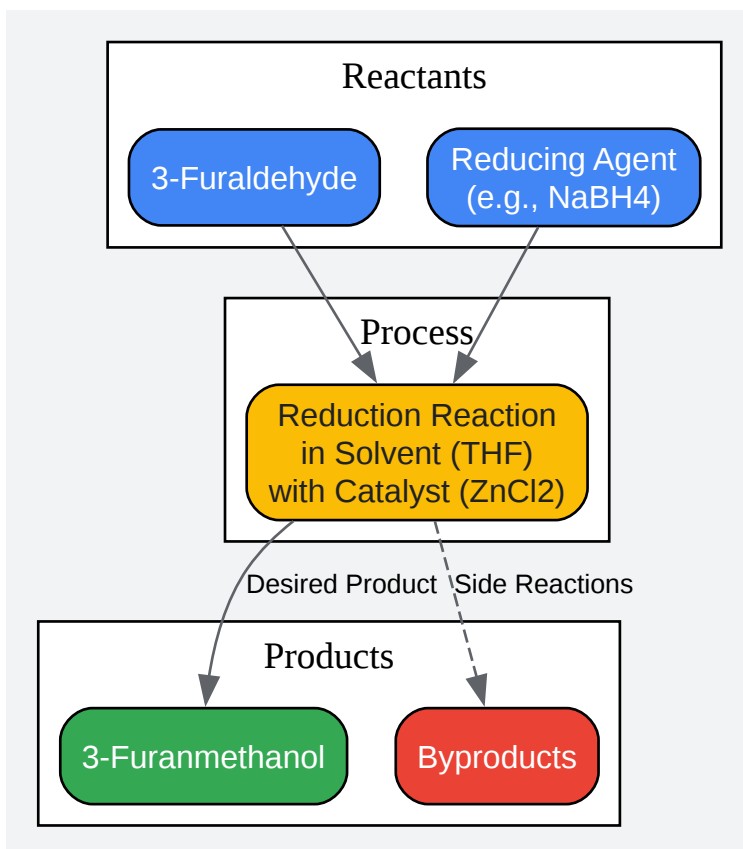 Reactants
3-Furaldehyde
Reducing Agent
(e.g., NaBH4)
Process
Reduction Reaction
in Solvent (THF)
with Catalyst (ZnCl2)
Desired Product
Side Reactions
Products
3-Furanmethanol
Byproducts